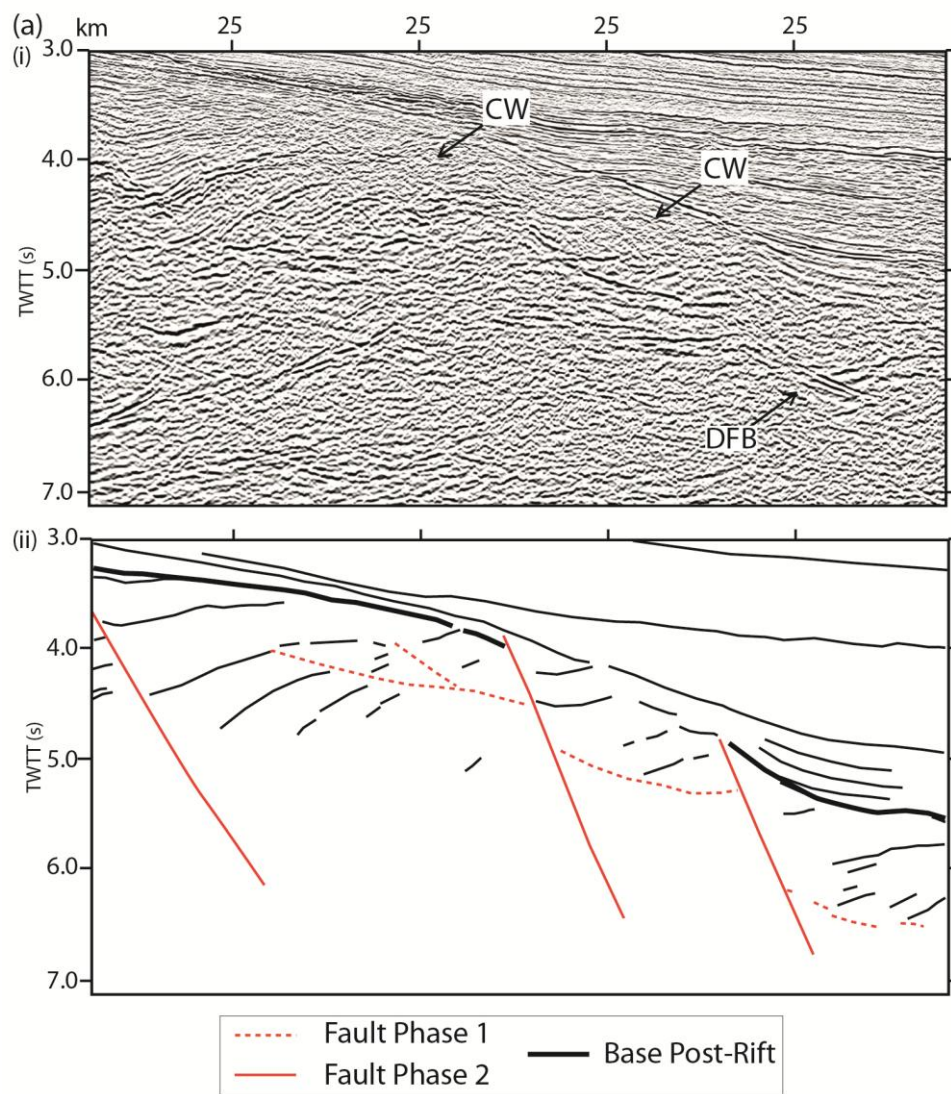 (a) km 25 25 25 25
(i) 3.0
CW
4.0
CW
TWTT (s)
5.0
6.0
DFB
7.0
(ii) 3.0
4.0
TWTT (s)
5.0
6.0
7.0
Fault Phase 1
Base Post-Rift
Fault Phase 2